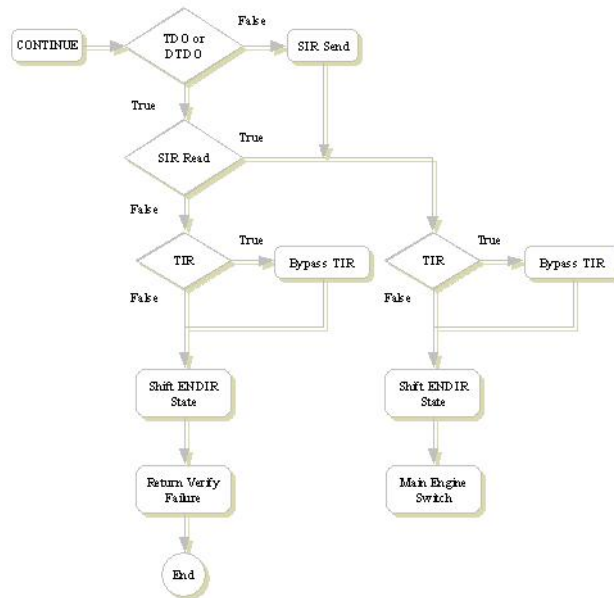 False
CONTINUE
TDO or
DTDO
SIR Send
True
True
SIR Read
False
True
True
TIR
Bypass TIR
TIR
Bypass TIR
False
False
Shift ENDIR
State
Shift ENDIR
State
Return Verify
Failure
Main Engine
Switch
End